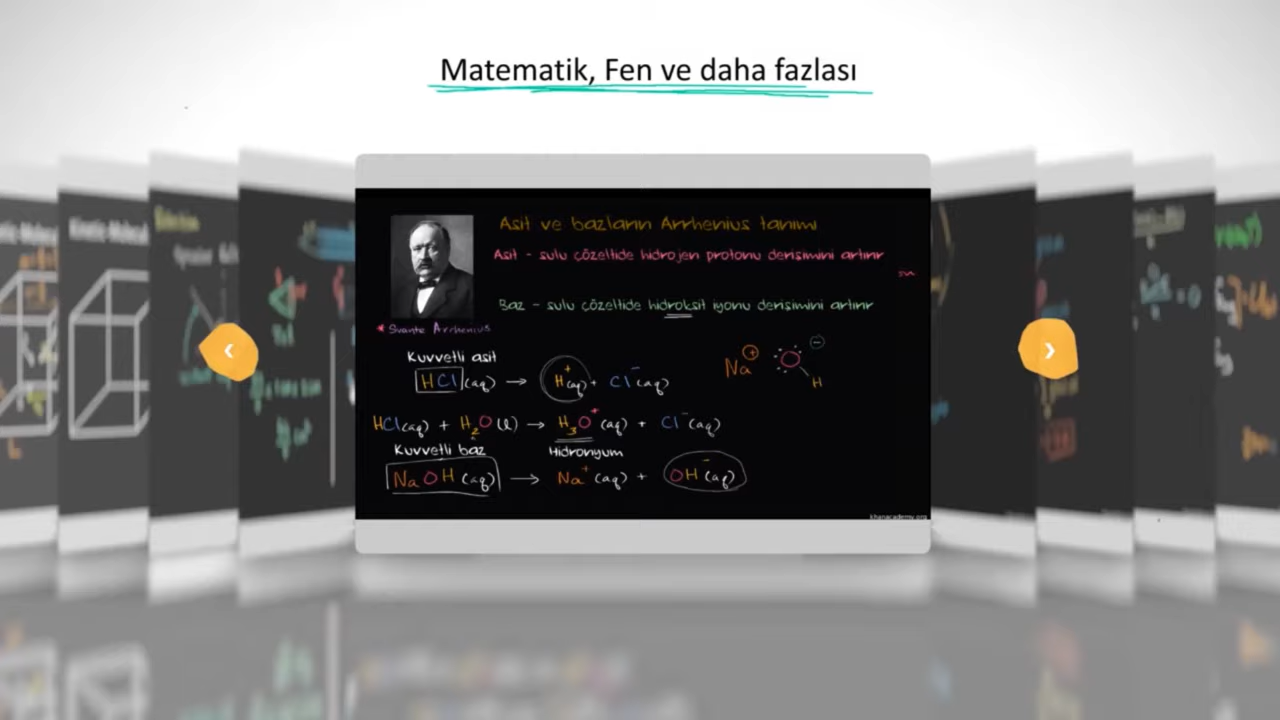 Matematik, Fen ve daha fazlası
Asit ve bazların Arrhenius tanımı
Asit - sulu çözeltide hidrojen protonu derişimini artırır
Baz - sulu çözeltide hidroksit iyonu derişimini artırır
* Svante Arrhenius
Kuvvetli asit
HCl(aq) → H⁺(aq) + Cl⁻(aq)
Na⁺ O⁻ H
HCl(aq) + H₂O(l) → H₃O⁺(aq) + Cl⁻(aq)
Kuvvetli baz
Hidronyum
NaOH(aq) → Na⁺(aq) + OH⁻(aq)
khanacademy.org